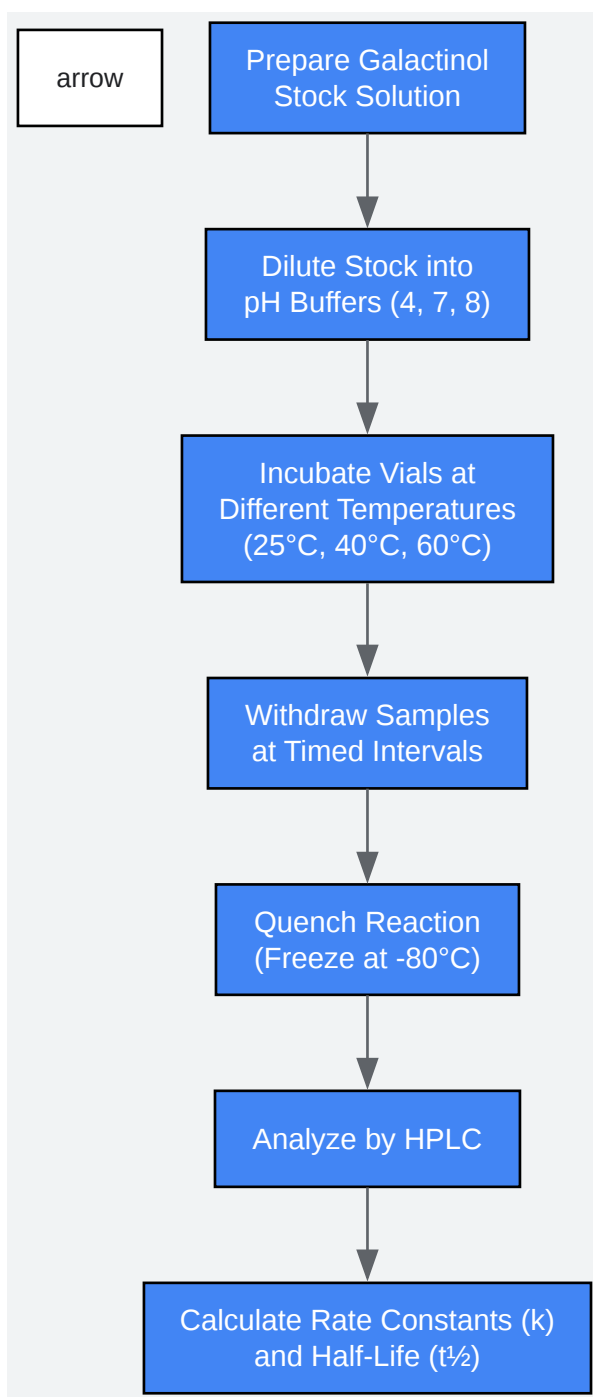 arrow
Prepare Galactinol
Stock Solution
Dilute Stock into
pH Buffers (4, 7, 8)
Incubate Vials at
Different Temperatures
(25°C, 40°C, 60°C)
Withdraw Samples
at Timed Intervals
Quench Reaction
(Freeze at -80°C)
Analyze by HPLC
Calculate Rate Constants (k)
and Half-Life (t½)